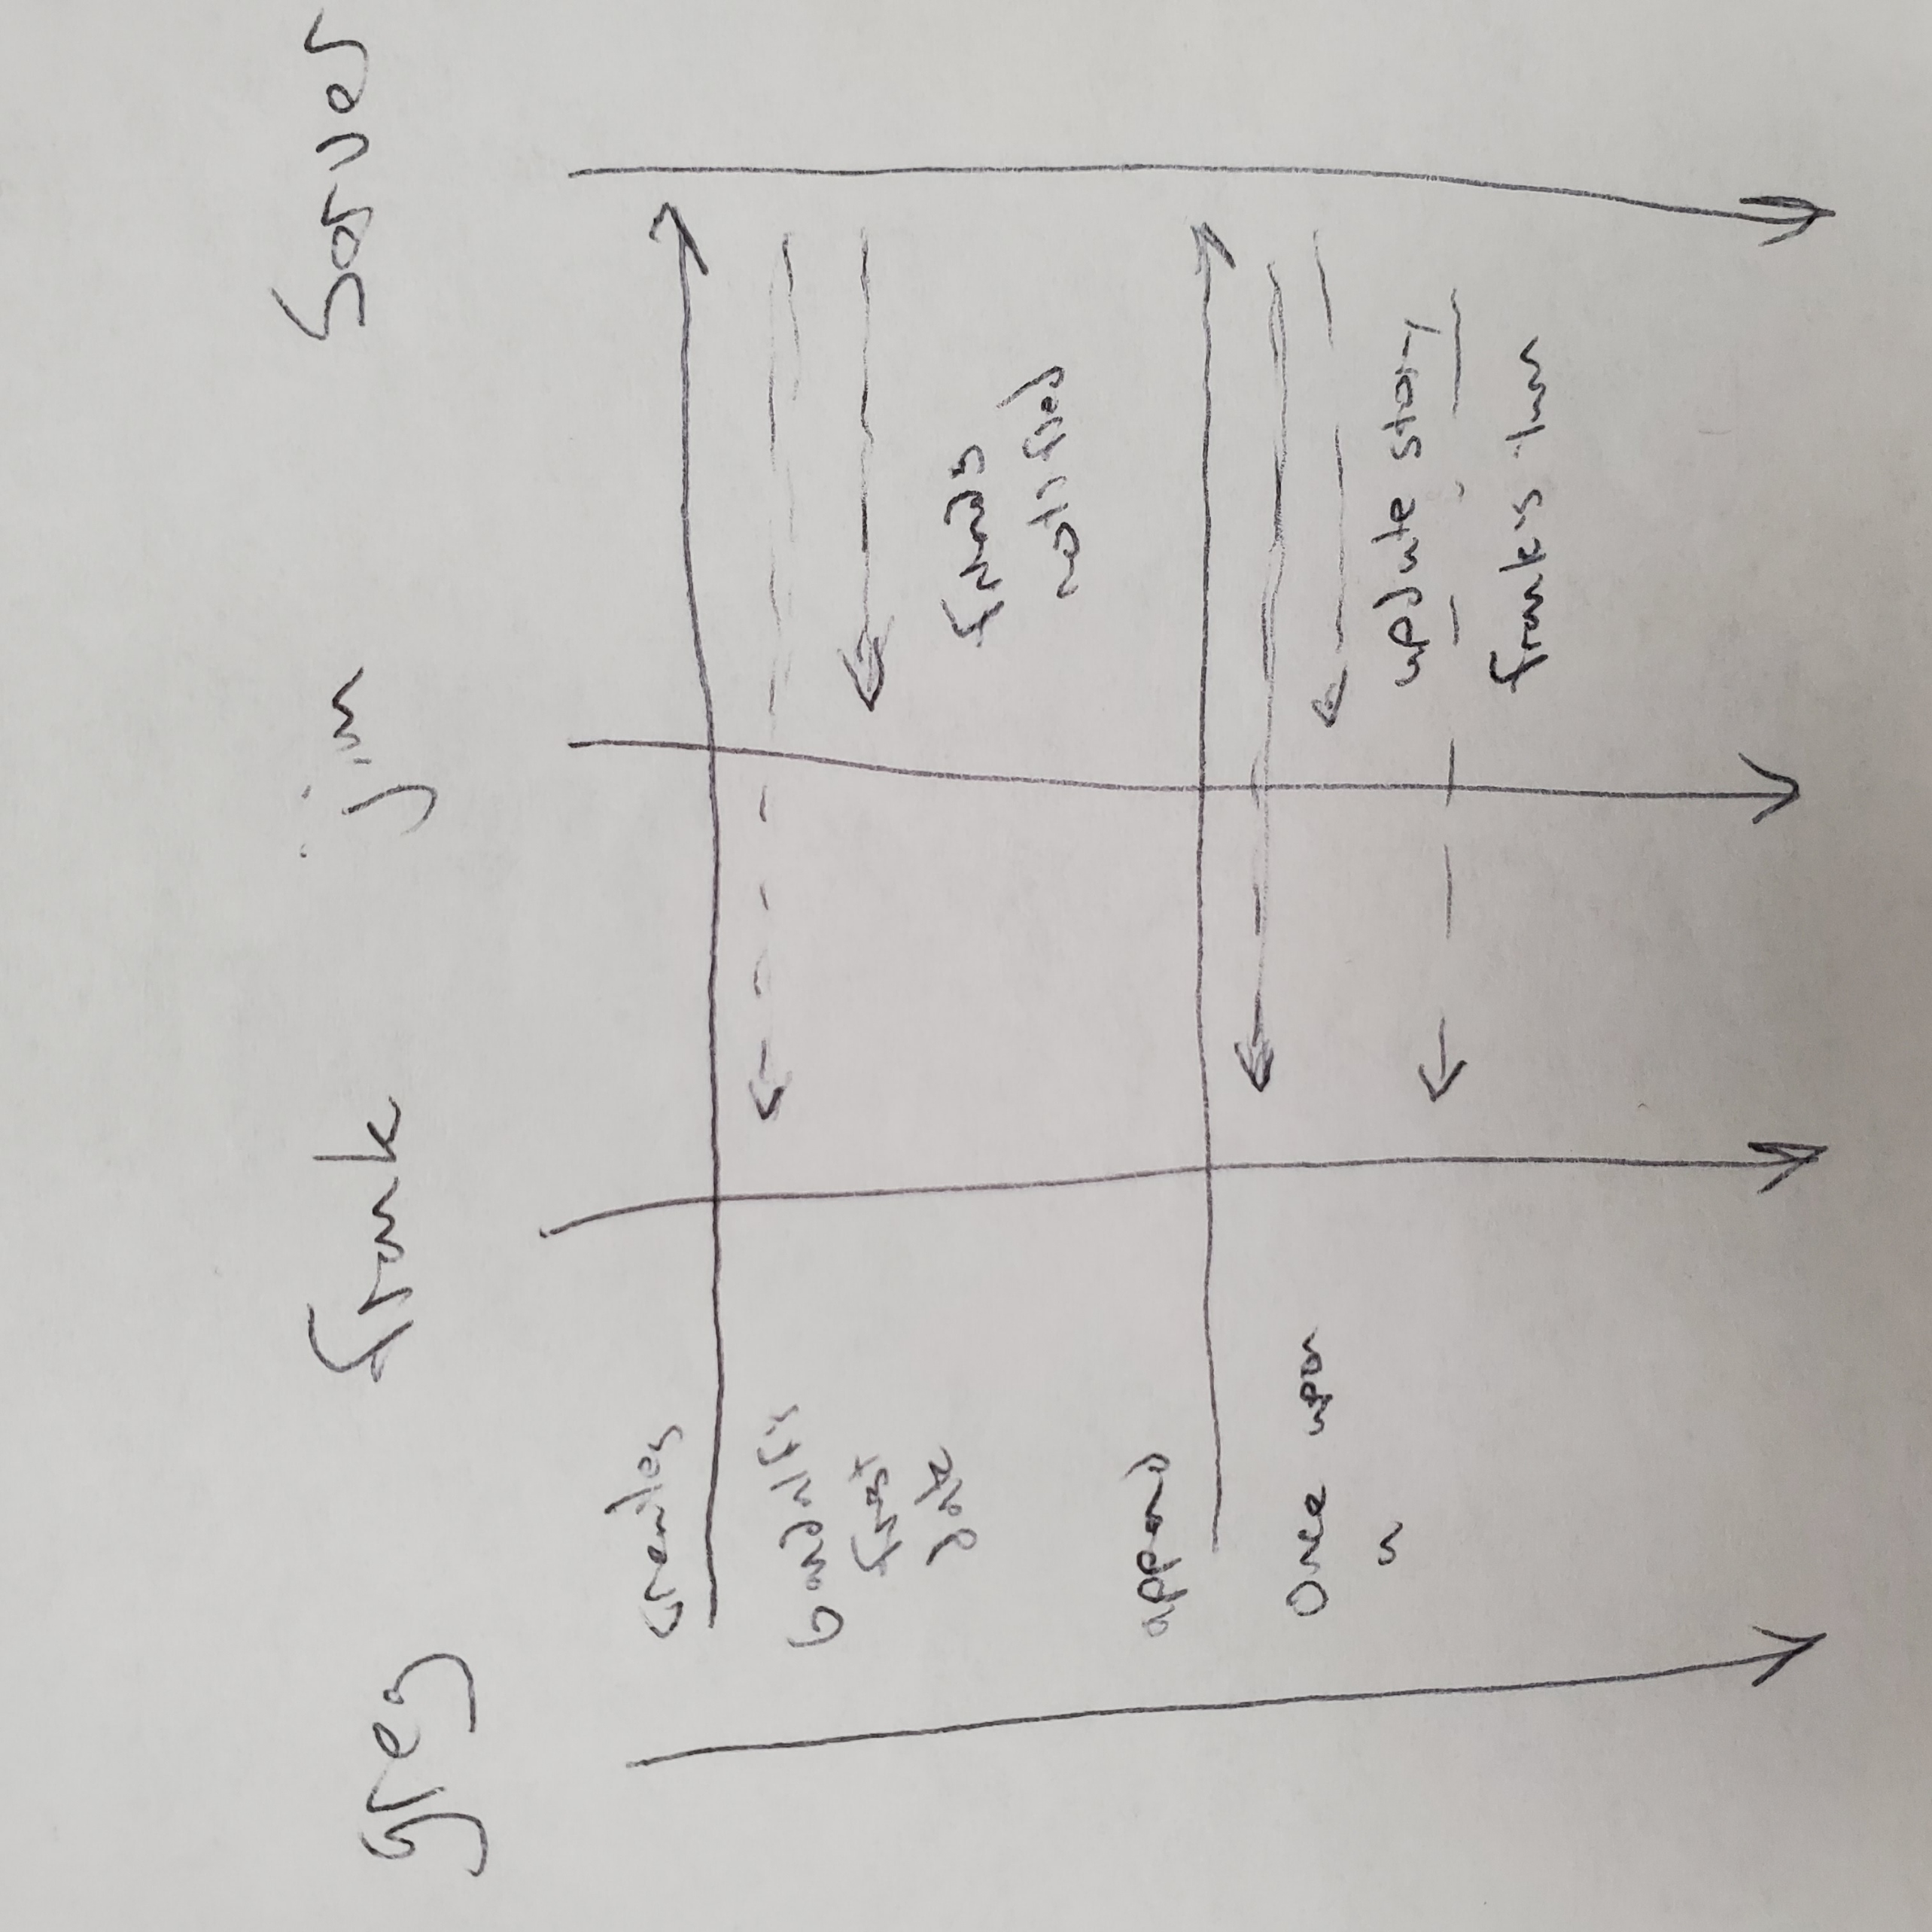 greg frank jim Server
creates
Gandalf's
first
date
friends
notified
append
Once upon
a
update story
frank's turn